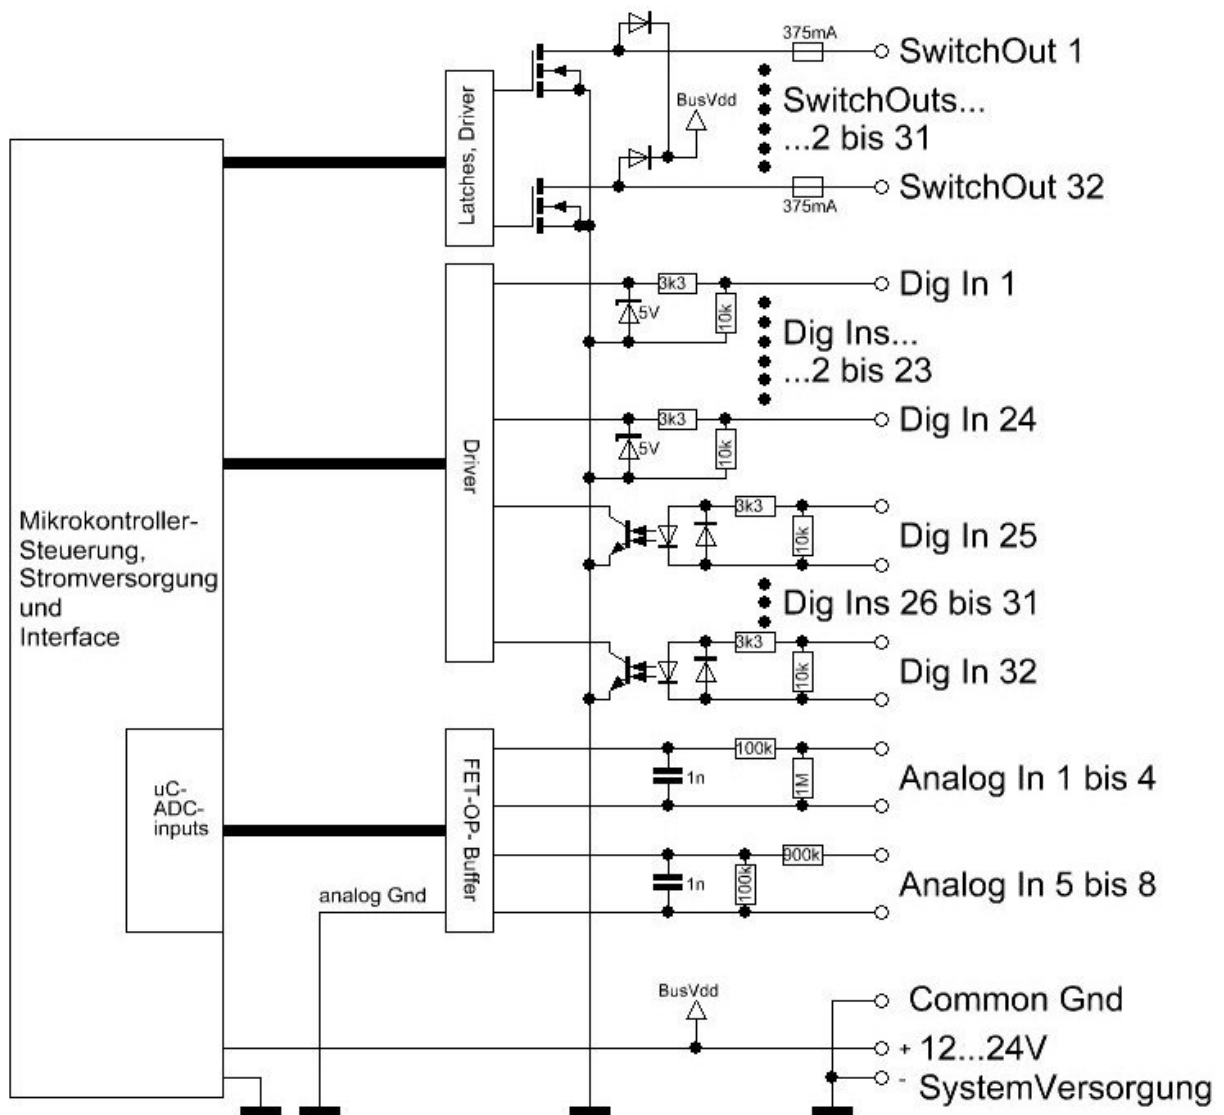 375mA
SwitchOut 1
BusVdd
SwitchOuts...
...2 bis 31
Latches, Driver
SwitchOut 32
375mA
3k3
Dig In 1
5V
10k
Dig Ins...
...2 bis 23
3k3
Dig In 24
5V
10k
Driver
3k3
10k
Dig In 25
Mikrokontroller-
Steuerung,
Stromversorgung
und
Interface
Dig Ins 26 bis 31
3k3
10k
Dig In 32
100k
1n
1M
Analog In 1 bis 4
uC-
ADC-
inputs
FET-OP- Buffer
900k
1n
100k
Analog In 5 bis 8
analog Gnd
BusVdd
Common Gnd
+ 12...24V
- SystemVersorgung